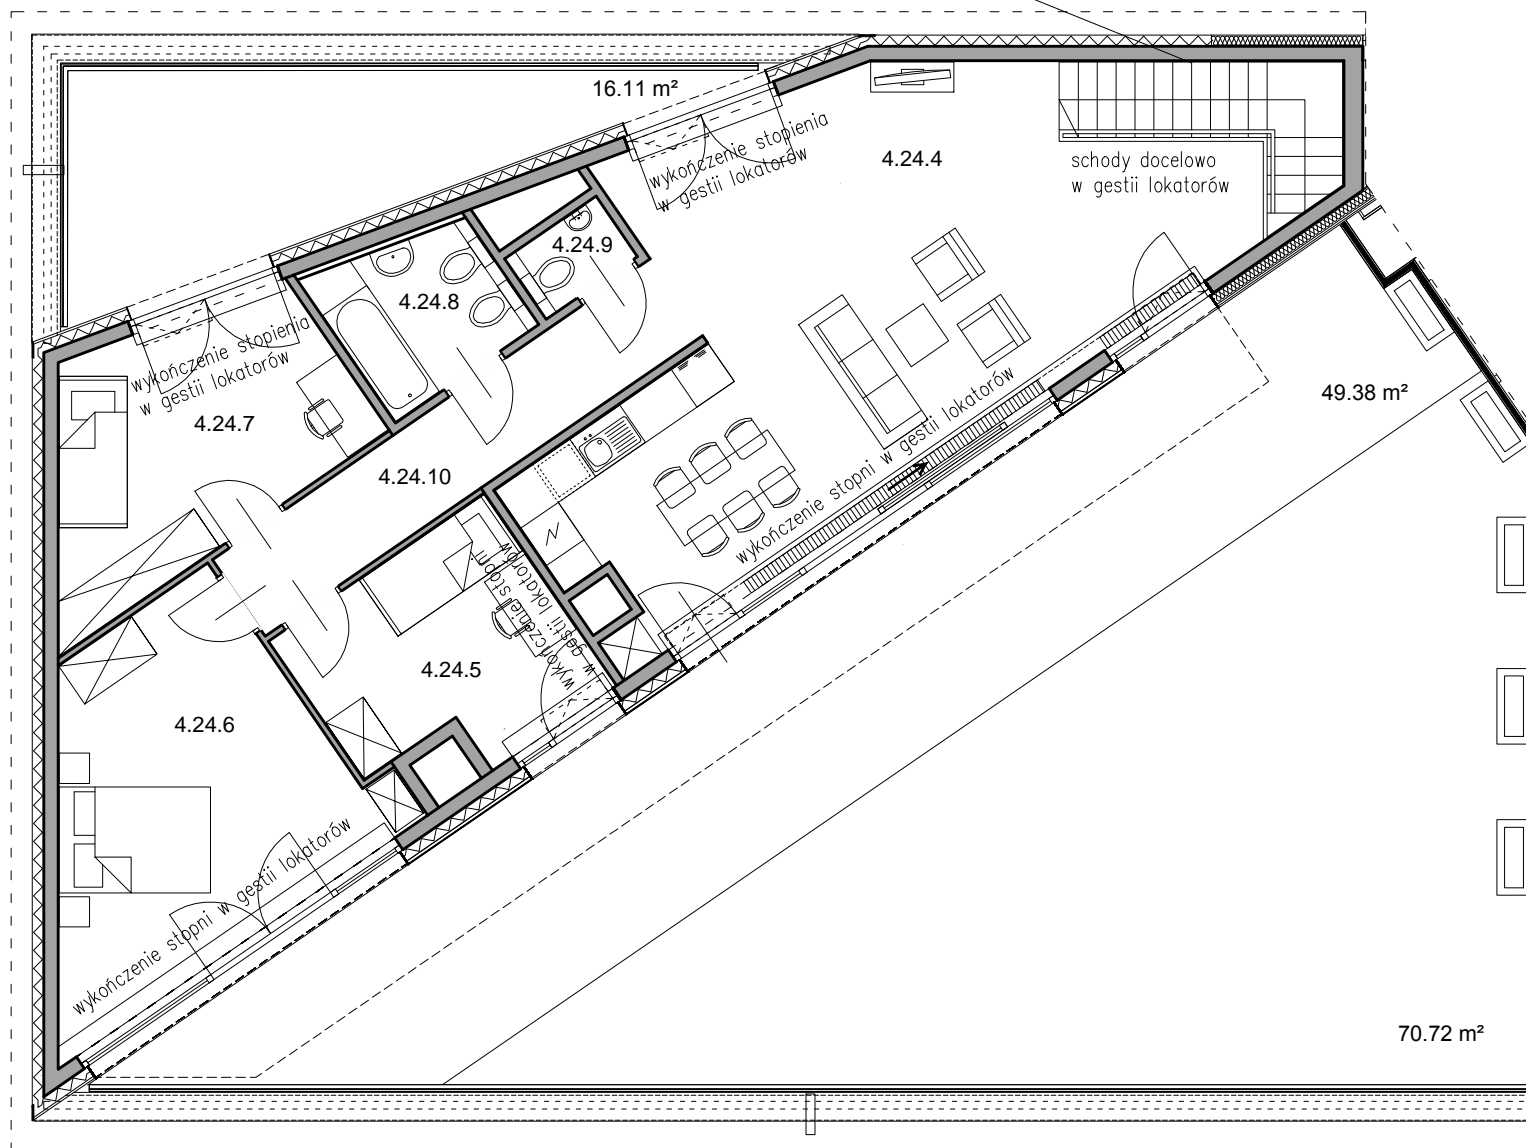 16.11 m²
wykończenie stopienia
w gestii lokatorów
4.24.4
schody docelowo
w gestii lokatorów
4.24.9
4.24.8
wykończenie stopienia
w gestii lokatorów
4.24.7
49.38 m²
4.24.10
wykończenie stopni w gestii lokatorów
wykończenie stopni
w gestii lokatorów
4.24.5
4.24.6
wykończenie stopni w gestii lokatorów
70.72 m²